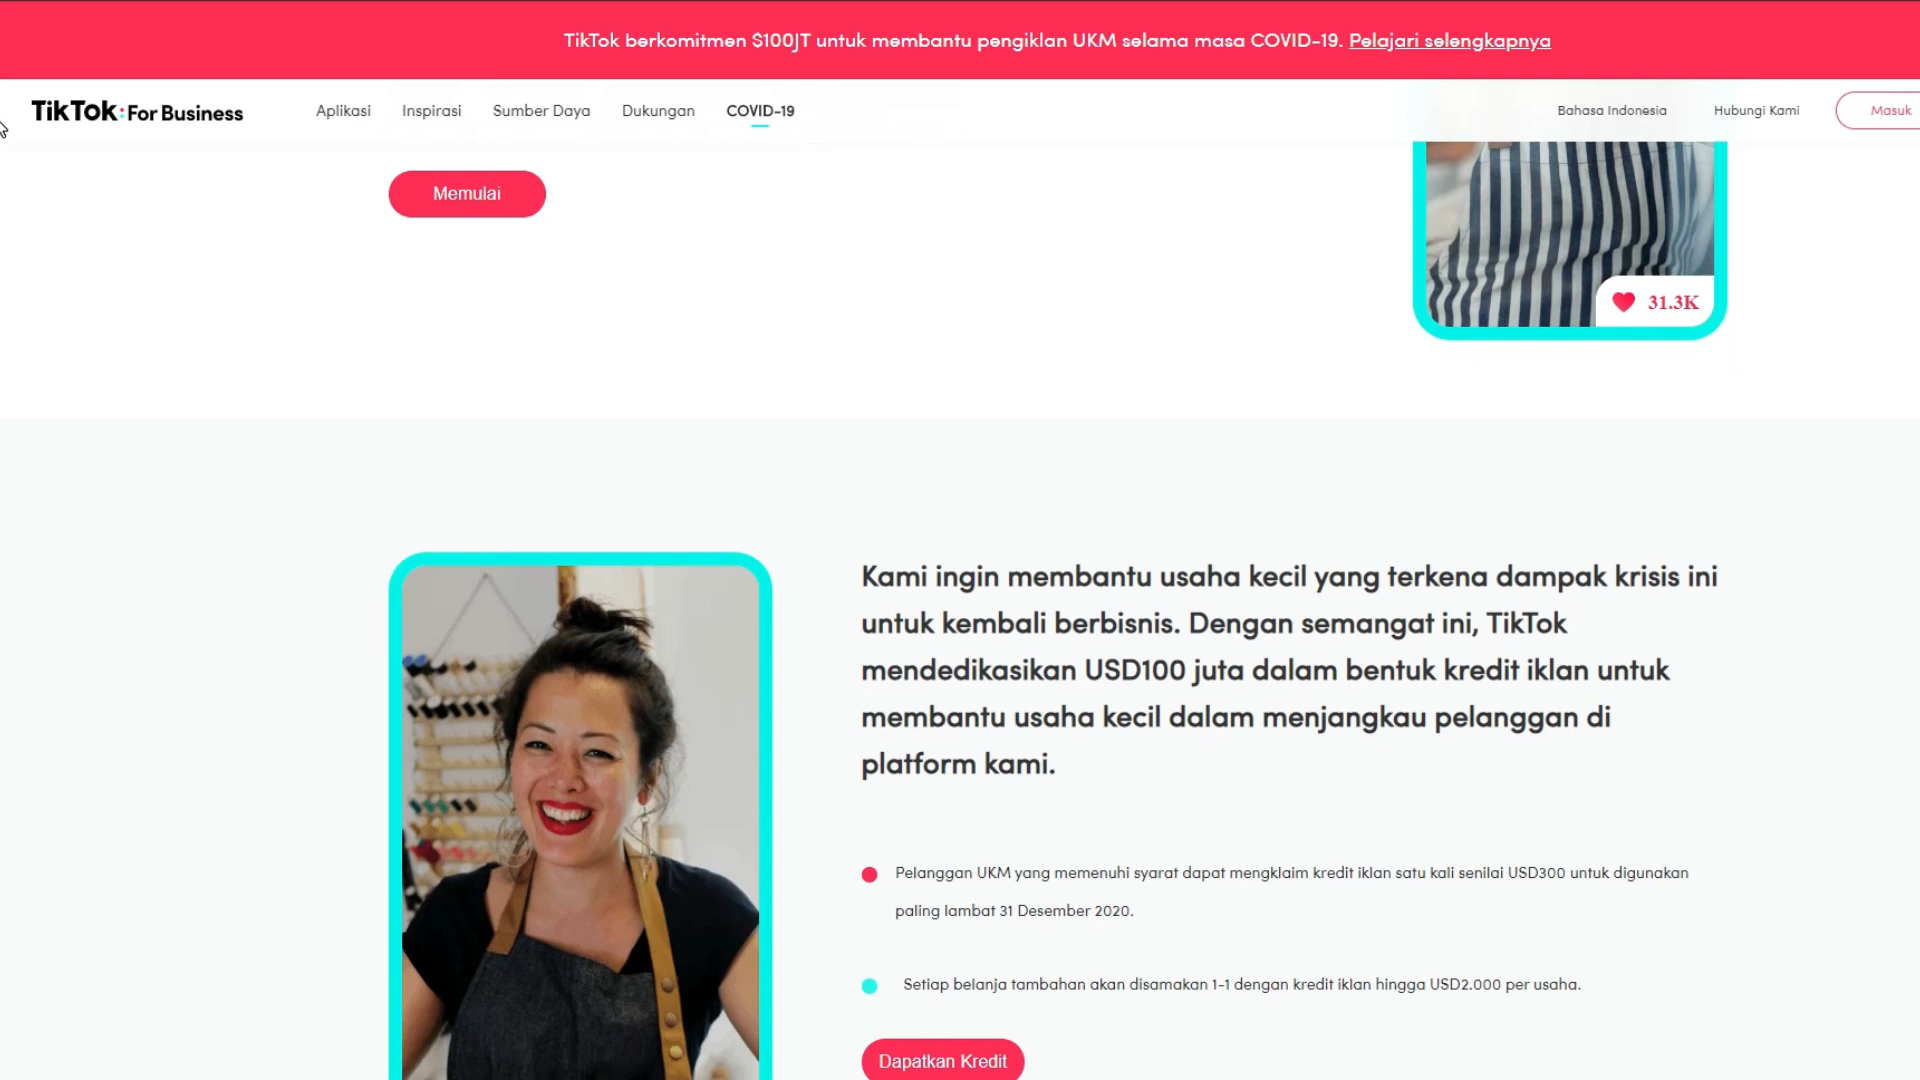 TikTok berkomitmen $100JT untuk membantu pengiklan UKM selama masa COVID-19. Pelajari selengkapnya
TikTok: For Business
Aplikasi
Inspirasi
Sumber Daya
Dukungan
COVID-19
Bahasa Indonesia
Hubungi Kami
Masuk
Memulai
31.3K
Kami ingin membantu usaha kecil yang terkena dampak krisis ini
untuk kembali berbisnis. Dengan semangat ini, TikTok
mendedikasikan USD100 juta dalam bentuk kredit iklan untuk
membantu usaha kecil dalam menjangkau pelanggan di
platform kami.
Pelanggan UKM yang memenuhi syarat dapat mengklaim kredit iklan satu kali senilai USD300 untuk digunakan
paling lambat 31 Desember 2020.
Setiap belanja tambahan akan disamakan 1-1 dengan kredit iklan hingga USD2.000 per usaha.
Dapatkan Kredit